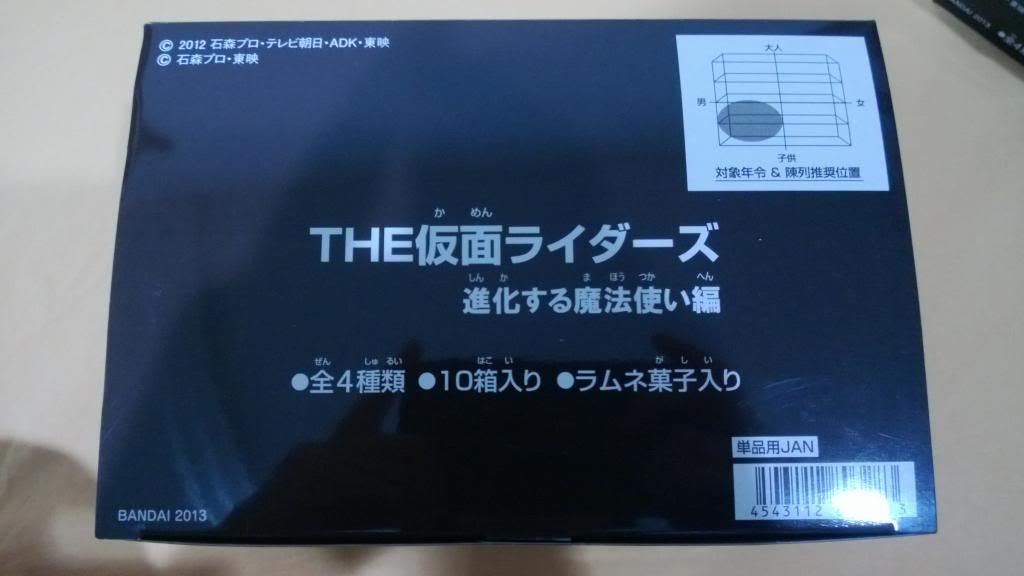 © 2012 石森プロ・テレビ朝日・ADK・東映
© 石森プロ・東映
大人
男 女
子供
対象年令 & 陳列推奨位置
か めん
THE仮面ライダーズ
しん か ま ほう つか へん
進化する魔法使い編
ぜん しゅ るい はこ い が し い
●全4種類 ●10箱入り ●ラムネ菓子入り
単品用JAN
4543112 3
BANDAI 2013
BANDAI 2013